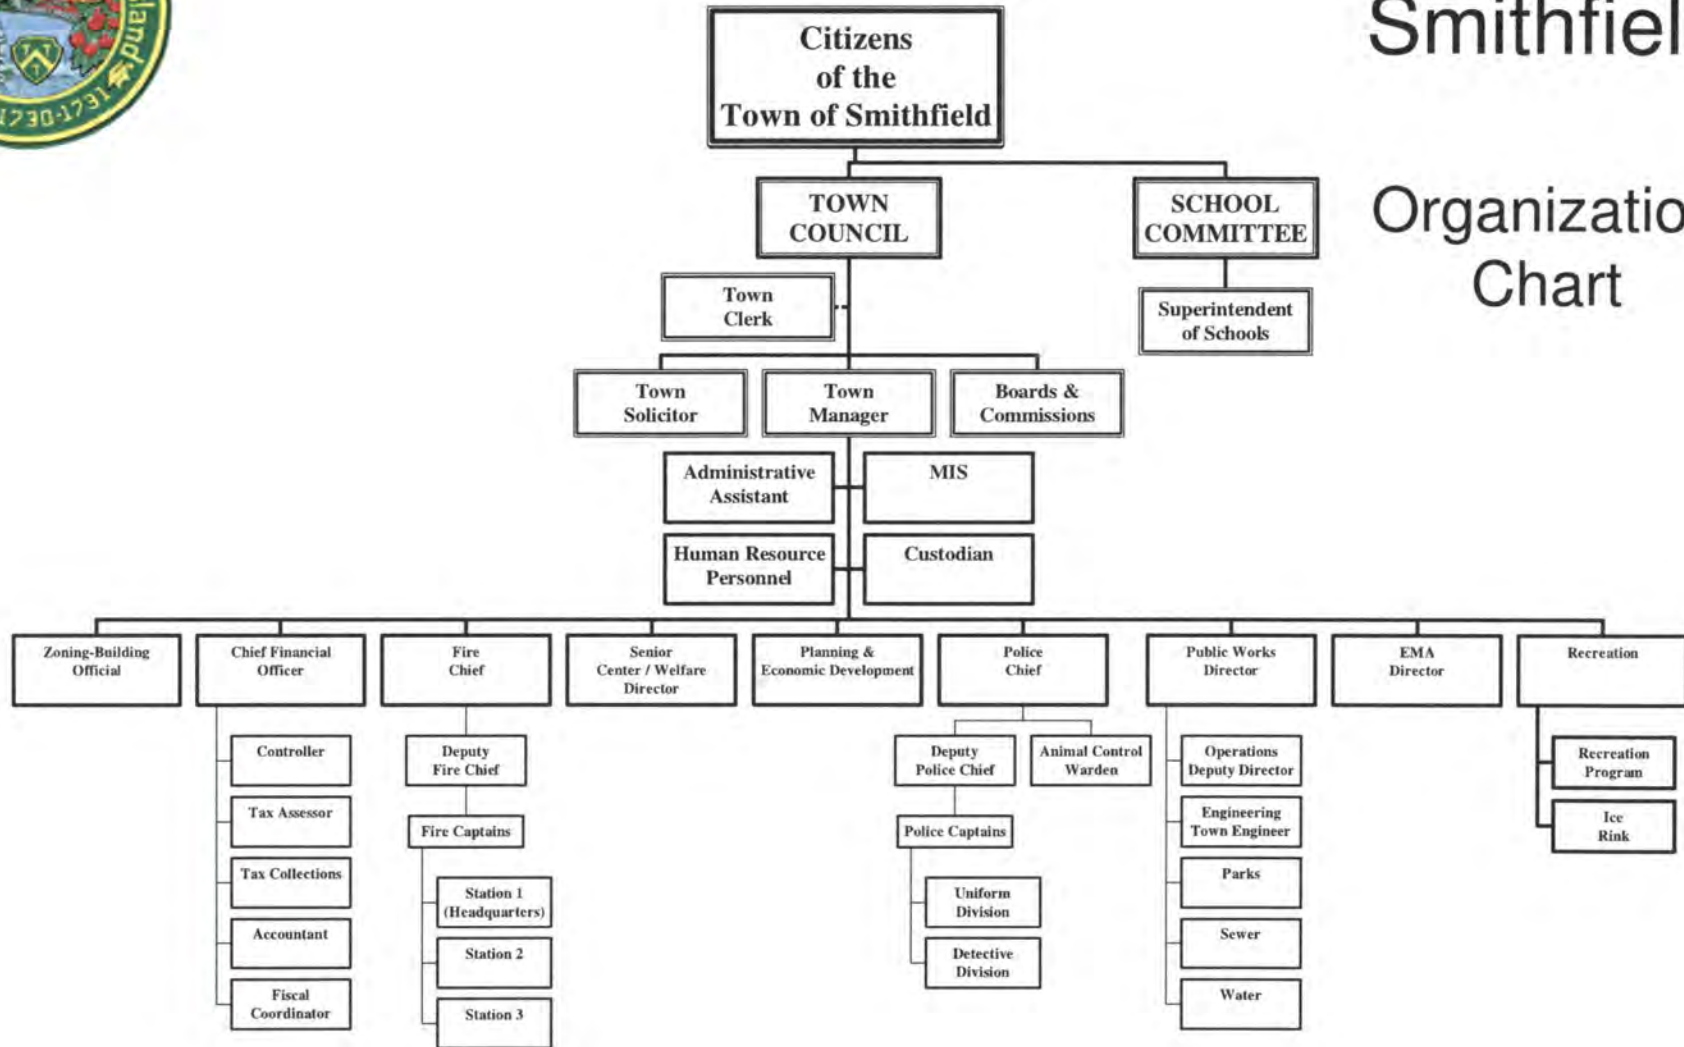 land
1730-1731
Smithfiel
Organizatio
Chart
Citizens
of the
Town of Smithfield
TOWN
COUNCIL
SCHOOL
COMMITTEE
Town
Clerk
Superintendent
of Schools
Town
Solicitor
Town
Manager
Boards &
Commissions
Administrative
Assistant
MIS
Human Resource
Personnel
Custodian
Zoning-Building
Official
Chief Financial
Officer
Fire
Chief
Senior
Center / Welfare
Director
Planning &
Economic Development
Police
Chief
Public Works
Director
EMA
Director
Recreation
Controller
Tax Assessor
Tax Collections
Accountant
Fiscal
Coordinator
Deputy
Fire Chief
Fire Captains
Station 1
(Headquarters)
Station 2
Station 3
Deputy
Police Chief
Animal Control
Warden
Police Captains
Uniform
Division
Detective
Division
Operations
Deputy Director
Engineering
Town Engineer
Parks
Sewer
Water
Recreation
Program
Ice
Rink